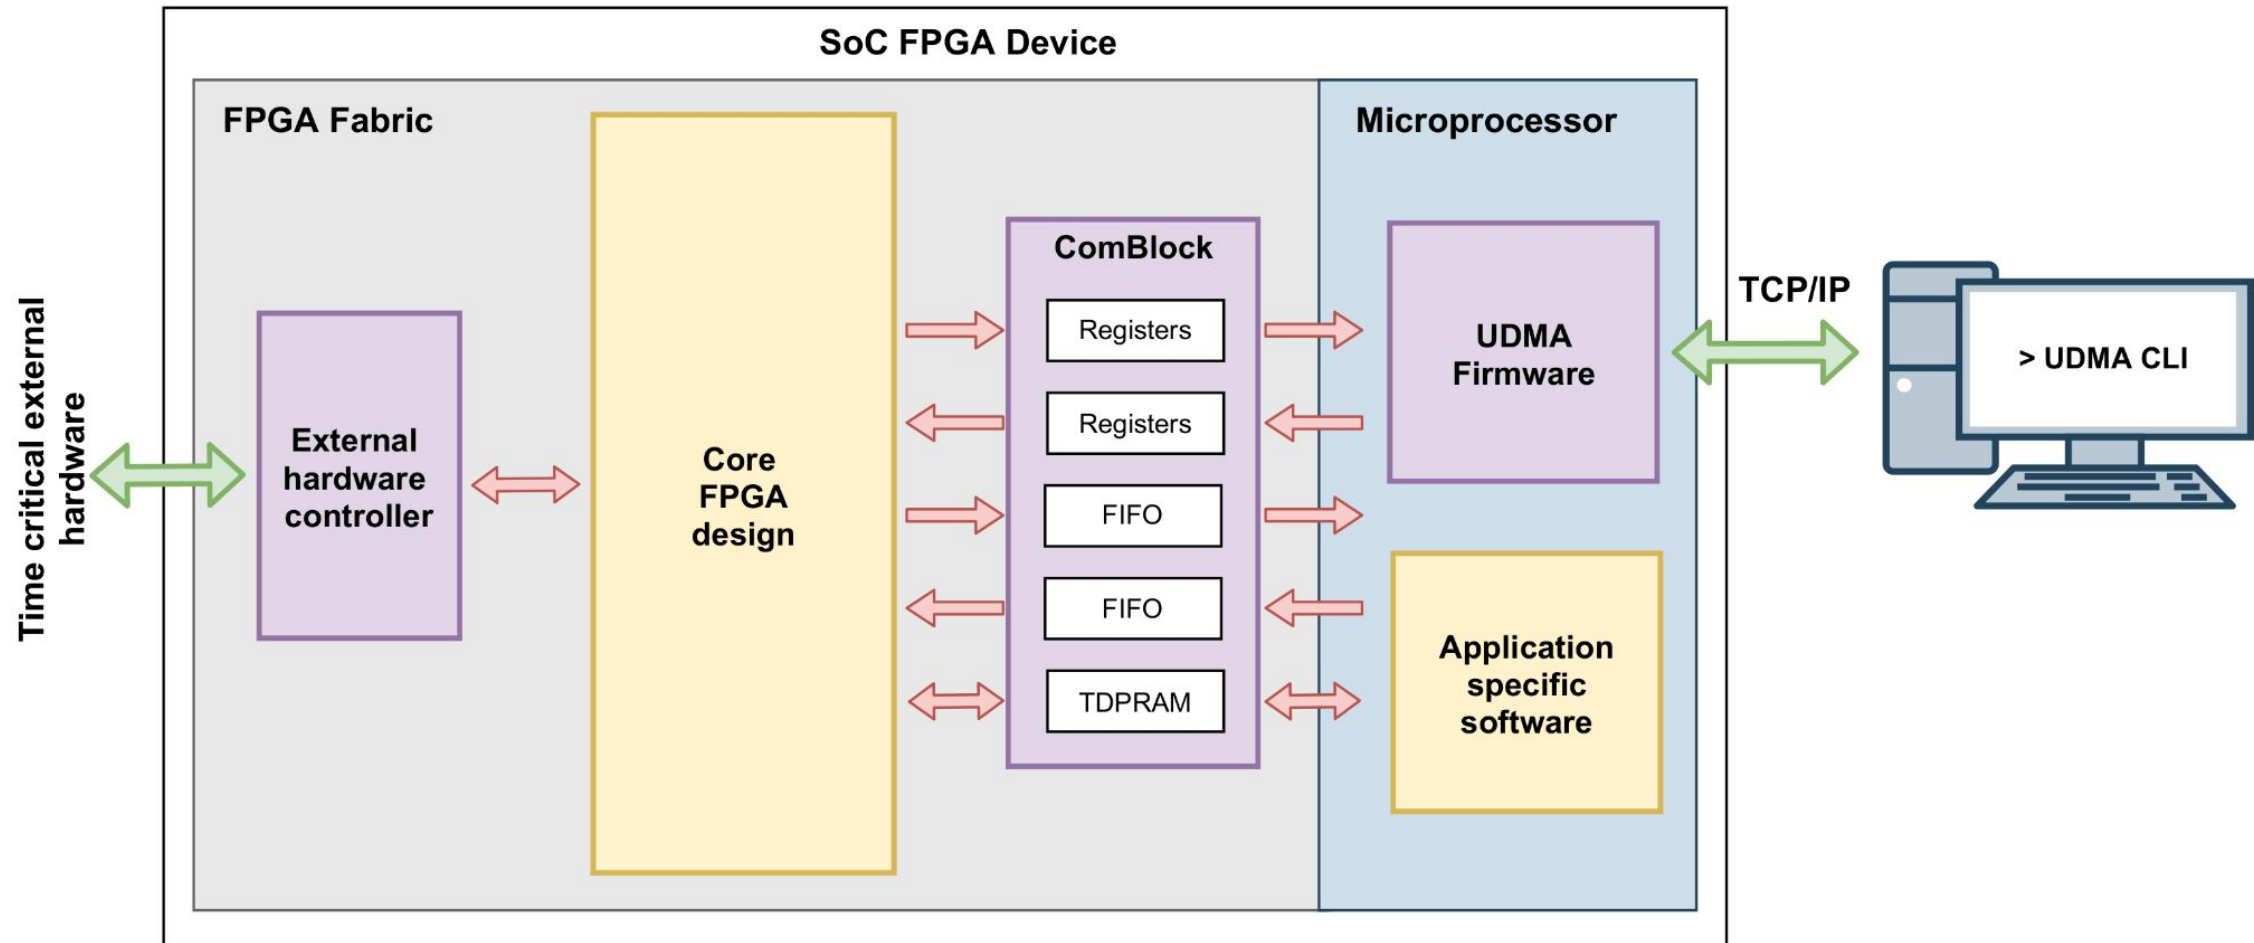 SoC FPGA Device
FPGA Fabric
Microprocessor
Time critical external
hardware
External
hardware
controller
Core
FPGA
design
ComBlock
Registers
Registers
FIFO
FIFO
TDPRAM
UDMA
Firmware
Application
specific
software
TCP/IP
> UDMA CLI